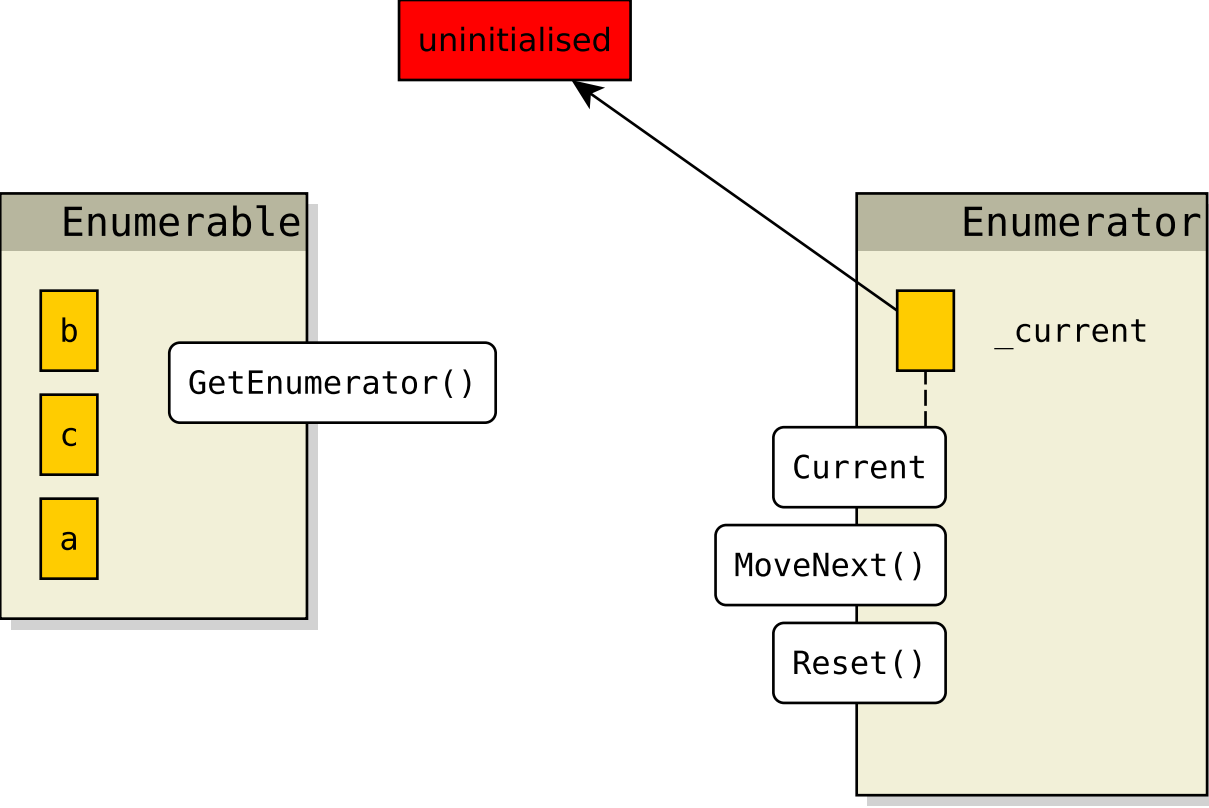 uninitialised
Enumerable
b
GetEnumerator()
c
a
Enumerator
_current
Current
MoveNext()
Reset()